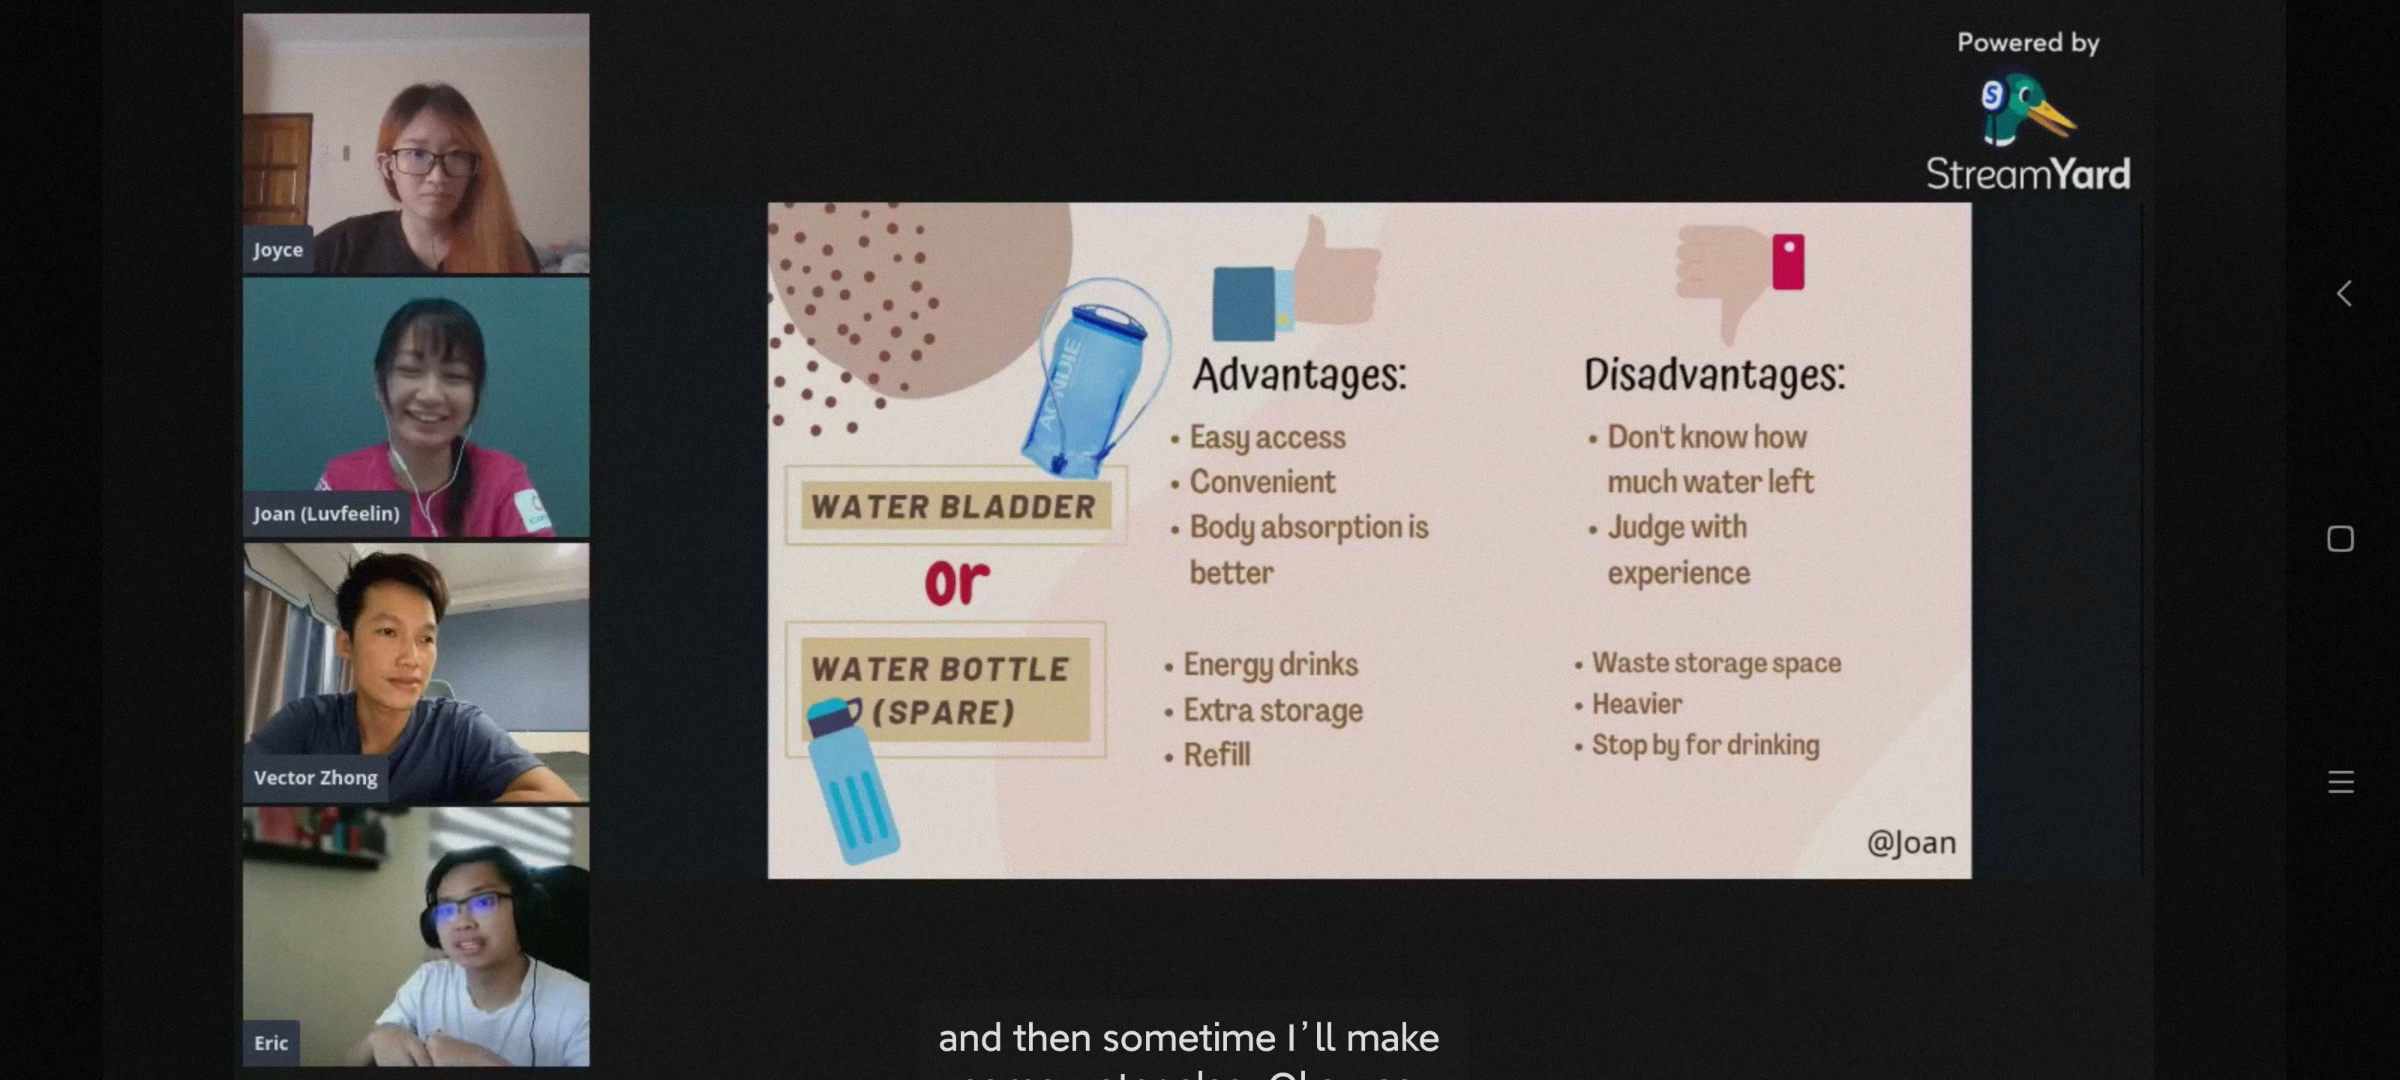 Powered by
StreamYard
Joyce
Joan (Luvfeelin)
Vector Zhong
Eric
WATER BLADDER
or
WATER BOTTLE
(SPARE)
Advantages:
• Easy access
• Convenient
• Body absorption is
better
• Energy drinks
• Extra storage
• Refill
Disadvantages:
• Don't know how
much water left
• Judge with
experience
• Waste storage space
• Heavier
• Stop by for drinking
@Joan
and then sometime I'll make